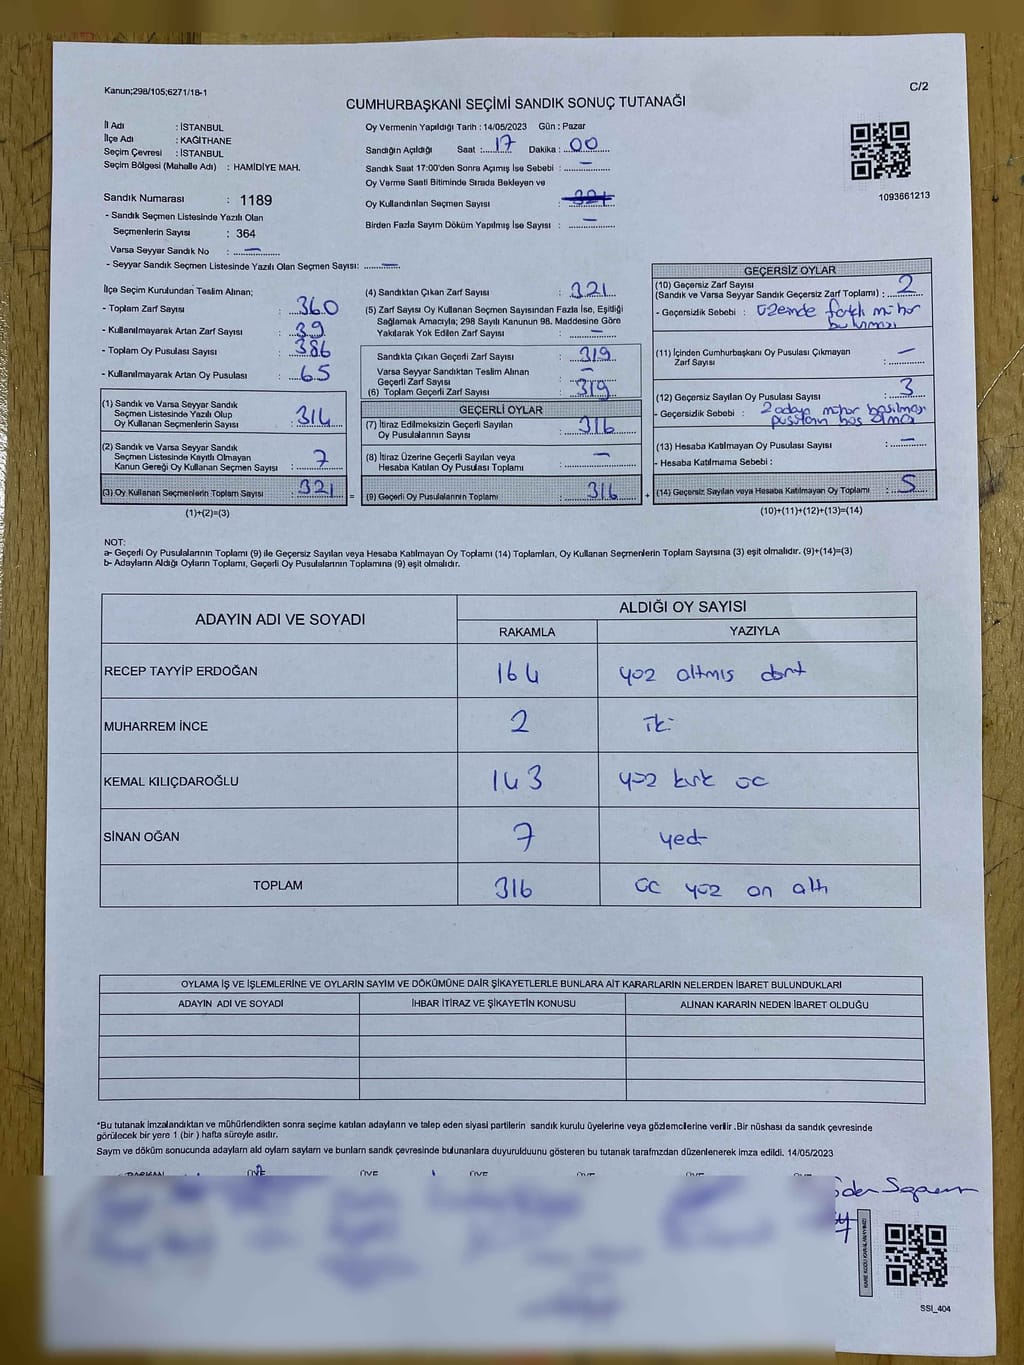 Kanun;298/105;6271/18-1
C/2
CUMHURBAŞKANI SEÇİMİ SANDIK SONUÇ TUTANAĞI
İl Adı : İSTANBUL
İlçe Adı : KAĞITHANE
Seçim Çevresi : İSTANBUL
Seçim Bölgesi (Mahalle Adı) : HAMİDİYE MAH.
Sandık Numarası : 1189
- Sandık Seçmen Listesinde Yazılı Olan
Seçmenlerin Sayısı : 364
Varsa Seyyar Sandık No : —
- Seyyar Sandık Seçmen Listesinde Yazılı Olan Seçmen Sayısı: —
Oy Vermenin Yapıldığı Tarih : 14/05/2023 Gün : Pazar
Sandığın Açıldığı Saat : 17 Dakika : 00
Sandık Saat 17:00'den Sonra Açımış İse Sebebi : —
Oy Verme Saati Bitiminde Sırada Bekleyen ve
Oy Kullandırılan Seçmen Sayısı : 321
Birden Fazla Sayım Döküm Yapılmış İse Sayısı : —
1093661213
İlçe Seçim Kurulundan Teslim Alınan;
- Toplam Zarf Sayısı : 360
- Kullanılmayarak Artan Zarf Sayısı : 39
- Toplam Oy Pusulası Sayısı : 386
- Kullanılmayarak Artan Oy Pusulası : 65
(1) Sandık ve Varsa Seyyar Sandık
Seçmen Listesinde Yazılı Olup
Oy Kullanan Seçmenlerin Sayısı : 314
(2) Sandık ve Varsa Seyyar Sandık
Seçmen Listesinde Kayıtlı Olmayan
Kanun Gereği Oy Kullanan Seçmen Sayısı : 7
(3) Oy Kullanan Seçmenlerin Toplam Sayısı : 321
(1)+(2)=(3)
(4) Sandıktan Çıkan Zarf Sayısı : 321
(5) Zarf Sayısı Oy Kullanan Seçmen Sayısından Fazla İse, Eşitliği
Sağlamak Amacıyla; 298 Sayılı Kanunun 98. Maddesine Göre
Yakılarak Yok Edilen Zarf Sayısı : —
Sandıkta Çıkan Geçerli Zarf Sayısı : 319
Varsa Seyyar Sandıktan Teslim Alınan
Geçerli Zarf Sayısı :
(6) Toplam Geçerli Zarf Sayısı : 319
GEÇERLİ OYLAR
(7) İtiraz Edilmeksizin Geçerli Sayılan
Oy Pusulalarının Sayısı : 316
(8) İtiraz Üzerine Geçerli Sayılan veya
Hesaba Katılan Oy Pusulası Toplamı : —
(9) Geçerli Oy Pusulalarının Toplamı : 316
GEÇERSİZ OYLAR
(10) Geçersiz Zarf Sayısı
(Sandık ve Varsa Seyyar Sandık Geçersiz Zarf Toplamı) : 2
- Geçersizlik Sebebi : üzerinde farklı mühür
bulunması
(11) İçinden Cumhurbaşkanı Oy Pusulası Çıkmayan
Zarf Sayısı : —
(12) Geçersiz Sayılan Oy Pusulası Sayısı : 3
- Geçersizlik Sebebi : 2 adaya mühür basılması
pusulanın boş olması
(13) Hesaba Katılmayan Oy Pusulası Sayısı : —
- Hesaba Katılmama Sebebi :
(14) Geçersiz Sayılan veya Hesaba Katılmayan Oy Toplamı : 5
(10)+(11)+(12)+(13)=(14)
NOT:
a- Geçerli Oy Pusulalarının Toplamı (9) ile Geçersiz Sayılan veya Hesaba Katılmayan Oy Toplamı (14) Toplamları, Oy Kullanan Seçmenlerin Toplam Sayısına (3) eşit olmalıdır. (9)+(14)=(3)
b- Adayların Aldığı Oyların Toplamı, Geçerli Oy Pusulalarının Toplamına (9) eşit olmalıdır.
ADAYIN ADI VE SOYADI
ALDIĞI OY SAYISI
RAKAMLA YAZIYLA
RECEP TAYYİP ERDOĞAN 164 yüz altmış dört
MUHARREM İNCE 2 iki
KEMAL KILIÇDAROĞLU 143 yüz kırk üç
SİNAN OĞAN 7 yedi
TOPLAM 316 üç yüz on altı
OYLAMA İŞ VE İŞLEMLERİNE VE OYLARIN SAYIM VE DÖKÜMÜNE DAİR ŞİKAYETLERLE BUNLARA AİT KARARLARIN NELERDEN İBARET BULUNDUKLARI
ADAYIN ADI VE SOYADI İHBAR İTİRAZ VE ŞİKAYETİN KONUSU ALINAN KARARIN NEDEN İBARET OLDUĞU
*Bu tutanak imzalandıktan ve mühürlendikten sonra seçime katılan adayların ve talep eden siyasi partilerin sandık kurulu üyelerine veya gözlemcilerine verilir .Bir nüshası da sandık çevresinde
görülecek bir yere 1 (bir ) hafta süreyle asılır.
Sayım ve döküm sonucunda adayların aldı oyların sayıları ve bunların sandık çevresinde bulunanlara duyurulduunu gösteren bu tutanak tarafımzdan düzenlenerek imza edildi. 14/05/2023
KARE KODU KARALAMAYINIZ!
SSI_404